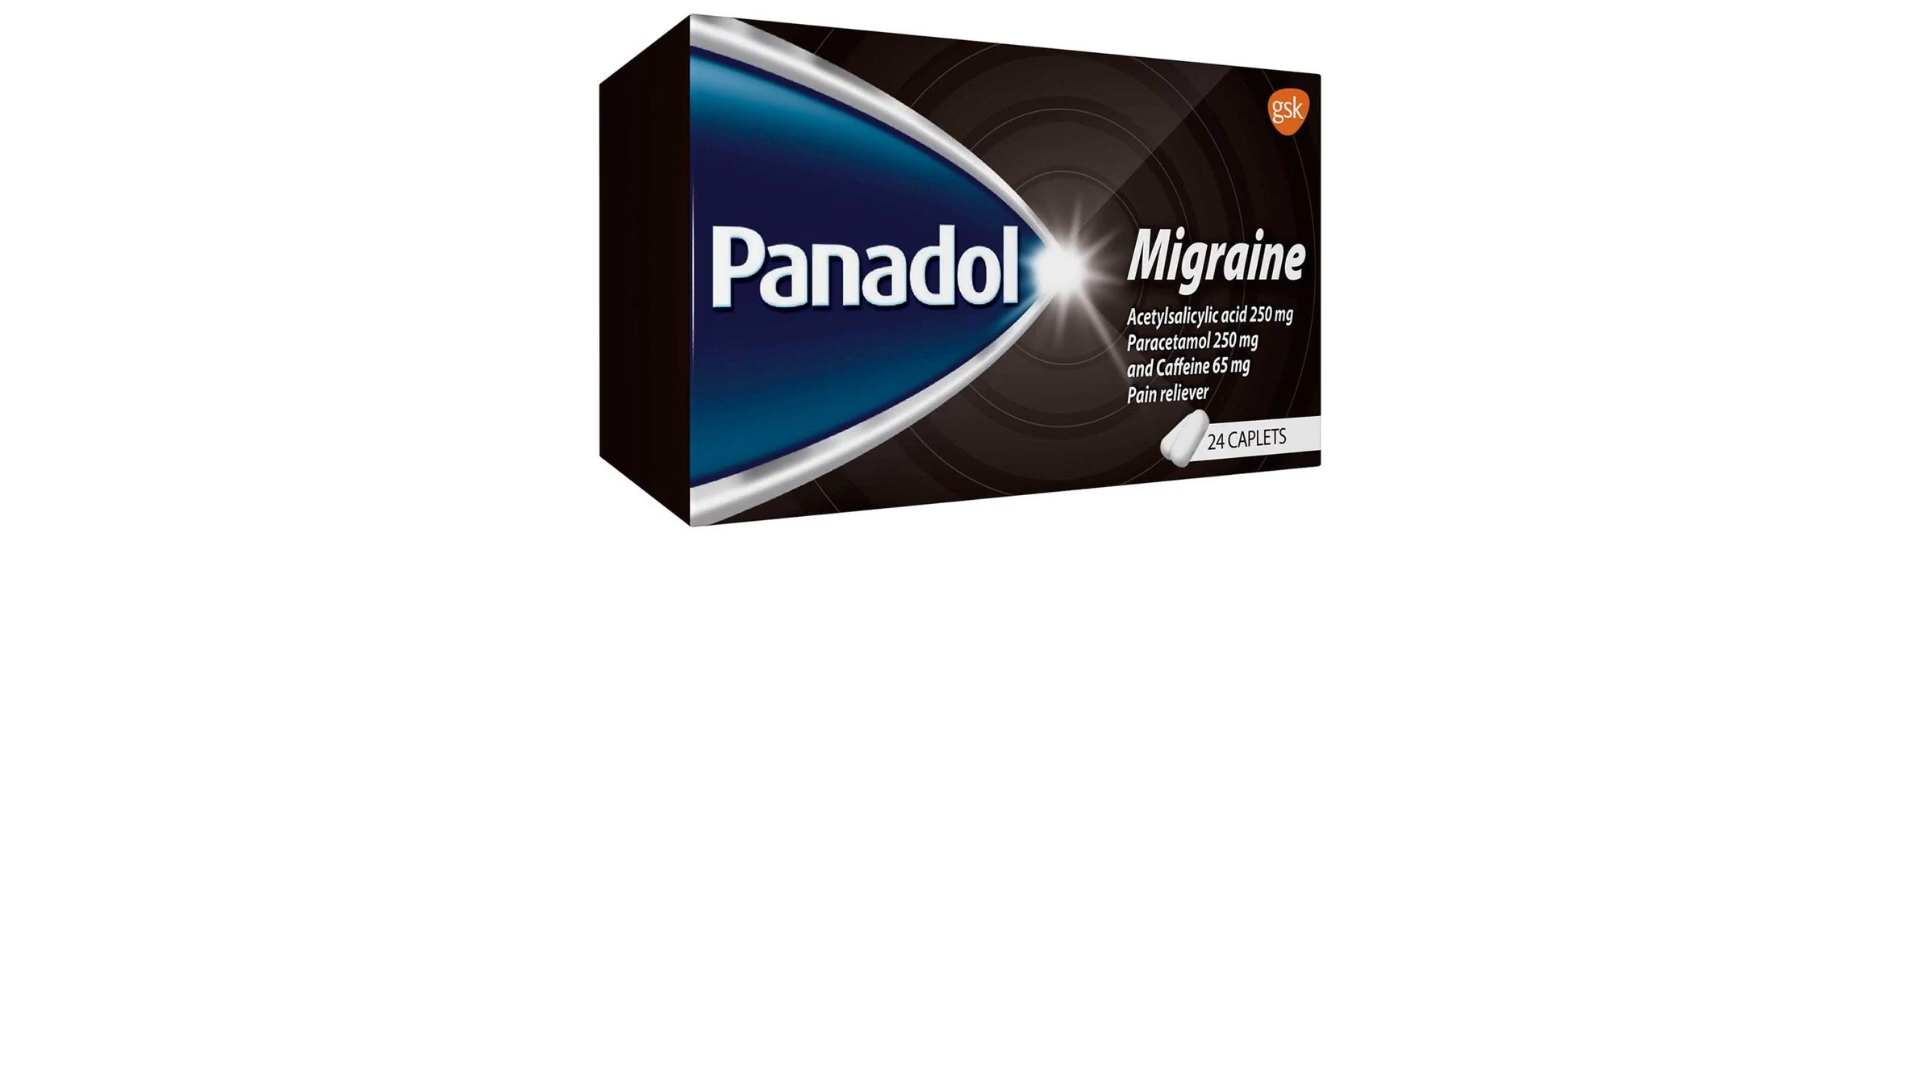 gsk
Panadol
Migraine
Acetylsalicylic acid 250 mg
Paracetamol 250 mg
and Caffeine 65 mg
Pain reliever
24 CAPLETS